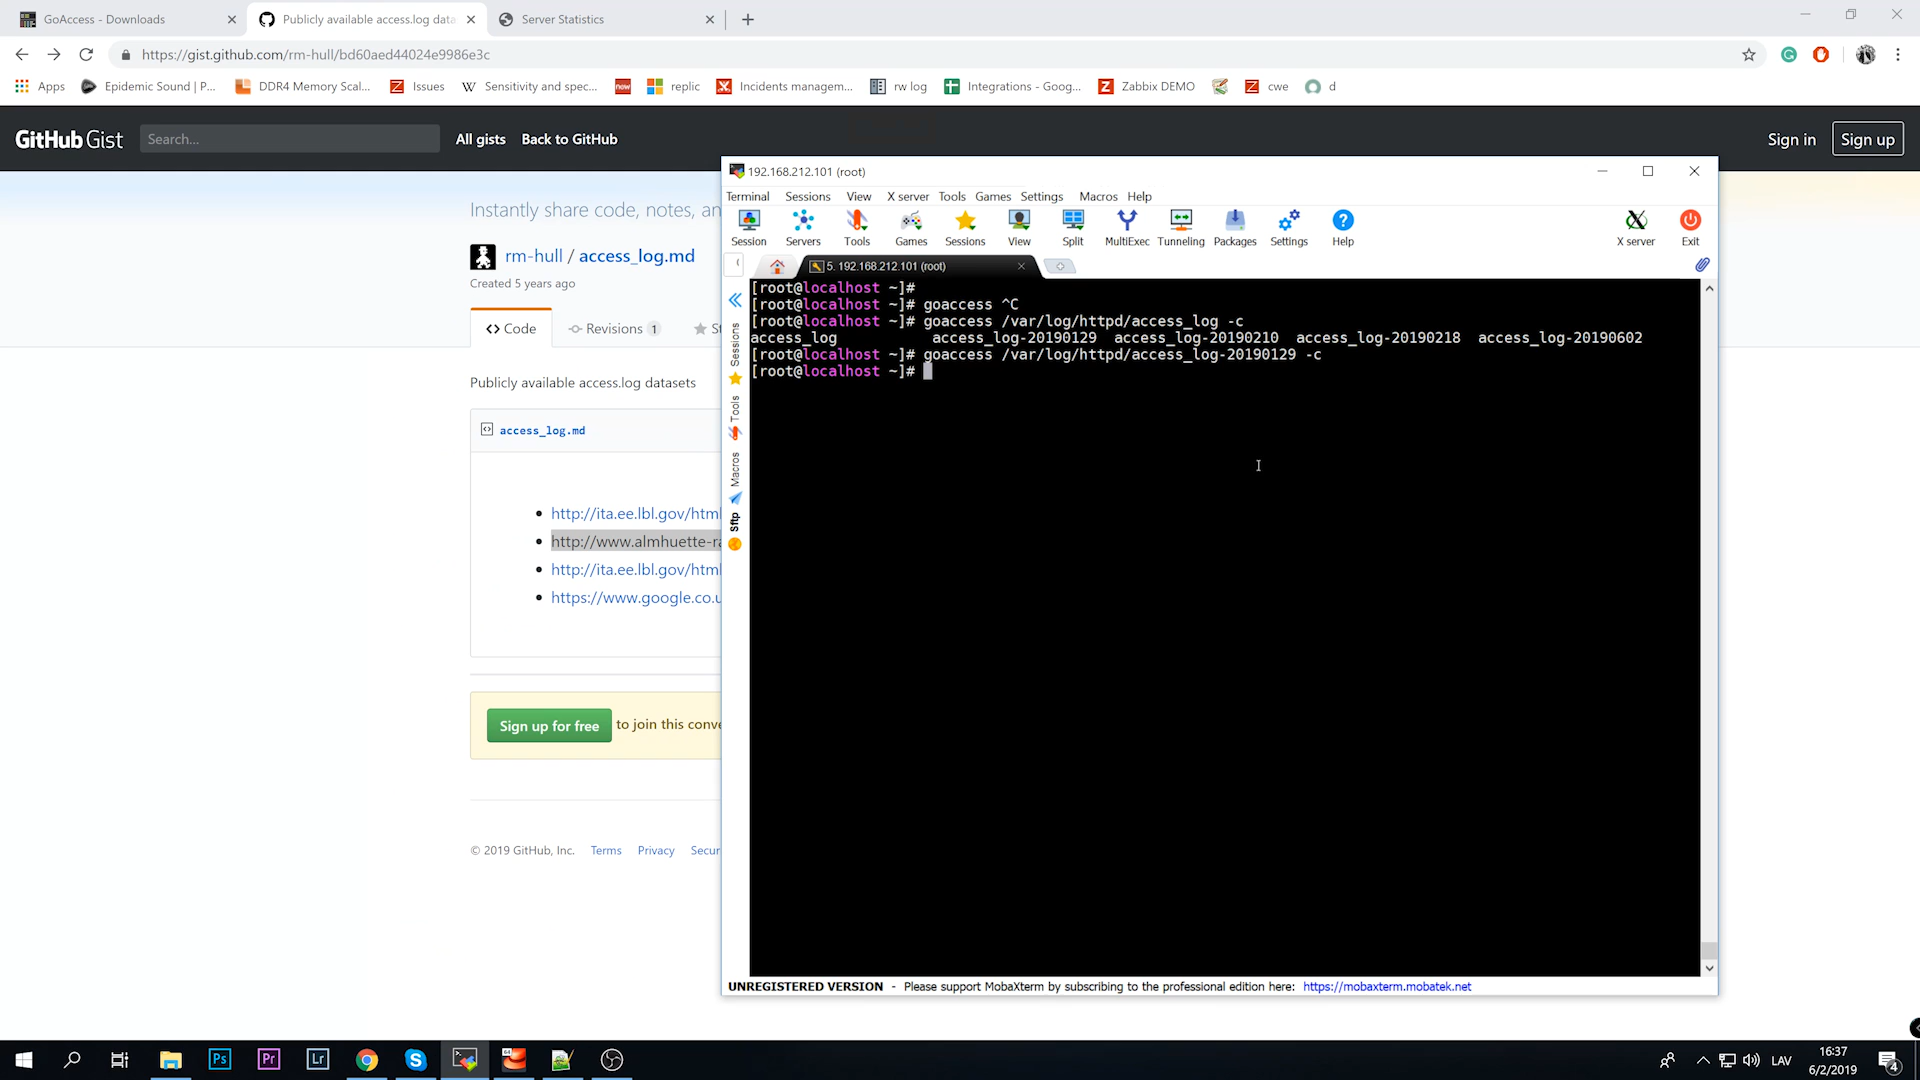 GoAccess - Downloads
Publicly available access.log data
Server Statistics
https://gist.github.com/rm-hull/bd60aed44024e9986e3c
Apps
Epidemic Sound | P...
DDR4 Memory Scal...
Issues
W
Sensitivity and spec...
now
replic
Incidents managem...
rw log
Integrations - Goog...
Zabbix DEMO
cwe
d
GitHub Gist
Search...
All gists
Back to GitHub
Sign in
Sign up
Instantly share code, notes, an
rm-hull / access_log.md
Created 5 years ago
Code
Revisions 1
St
Publicly available access.log datasets
access_log.md
http://ita.ee.lbl.gov/html
http://www.almhuette-ra
http://ita.ee.lbl.gov/html
https://www.google.co.u
Sign up for free to join this conve
© 2019 GitHub, Inc. Terms Privacy Secur
192.168.212.101 (root)
Terminal Sessions View X server Tools Games Settings Macros Help
Session Servers Tools Games Sessions View Split MultiExec Tunneling Packages Settings Help X server Exit
5. 192.168.212.101 (root)
Sessions
Tools
Macros
Sftp
[root@localhost ~]#
[root@localhost ~]# goaccess ^C
[root@localhost ~]# goaccess /var/log/httpd/access_log -c
access_log access_log-20190129 access_log-20190210 access_log-20190218 access_log-20190602
[root@localhost ~]# goaccess /var/log/httpd/access_log-20190129 -c
[root@localhost ~]#
UNREGISTERED VERSION - Please support MobaXterm by subscribing to the professional edition here: https://mobaxterm.mobatek.net
Ps
Pr
Lr
64
LAV
16:37
6/2/2019
4